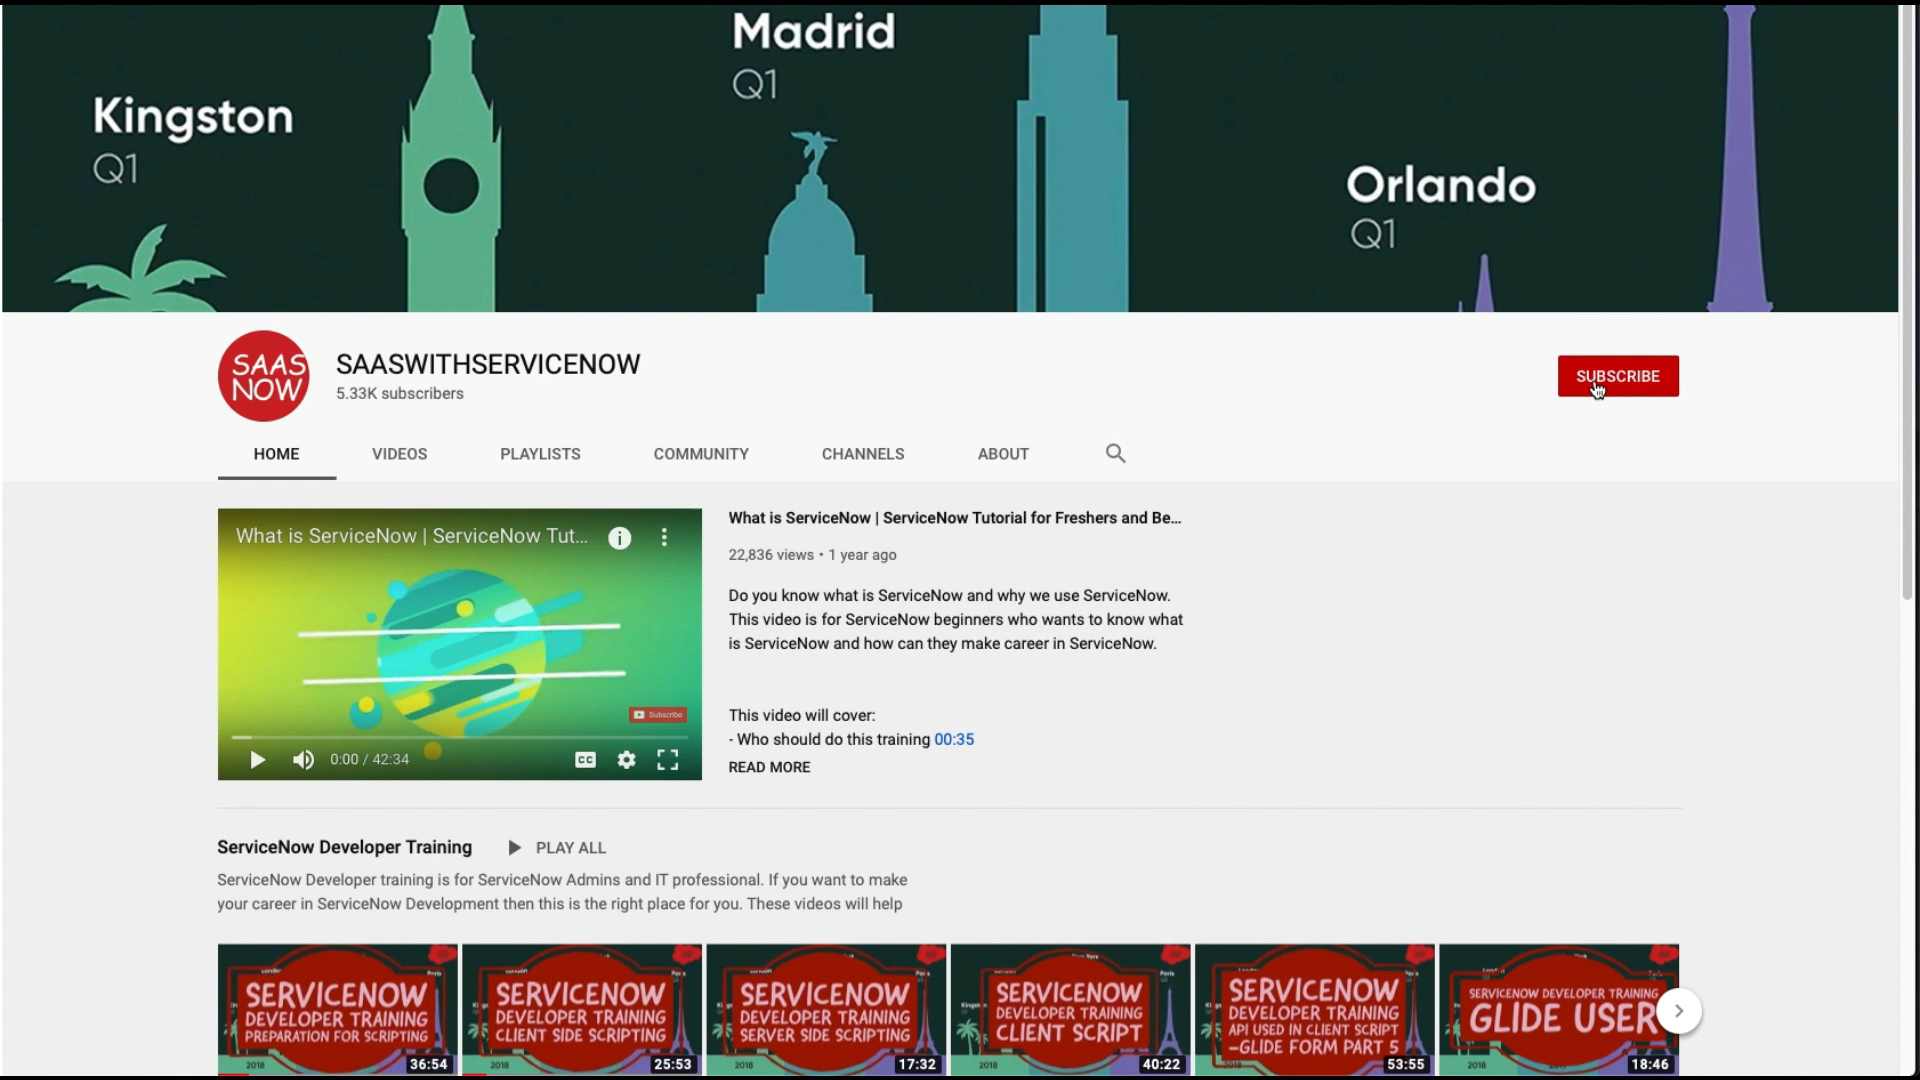 Madrid
Q1
Kingston
Q1
Orlando
Q1
SAAS
NOW
SAASWITHSERVICENOW
5.33K subscribers
SUBSCRIBE
HOME
VIDEOS
PLAYLISTS
COMMUNITY
CHANNELS
ABOUT
What is ServiceNow | ServiceNow Tut...
Subscribe
0:00 / 42:34
CC
What is ServiceNow | ServiceNow Tutorial for Freshers and Be...
22,836 views • 1 year ago
Do you know what is ServiceNow and why we use ServiceNow.
This video is for ServiceNow beginners who wants to know what
is ServiceNow and how can they make career in ServiceNow.
This video will cover:
- Who should do this training 00:35
READ MORE
ServiceNow Developer Training
PLAY ALL
ServiceNow Developer training is for ServiceNow Admins and IT professional. If you want to make
your career in ServiceNow Development then this is the right place for you. These videos will help
SERVICENOW
DEVELOPER TRAINING
PREPARATION FOR SCRIPTING
2018
36:54
SERVICENOW
DEVELOPER TRAINING
CLIENT SIDE SCRIPTING
2018
25:53
SERVICENOW
DEVELOPER TRAINING
SERVER SIDE SCRIPTING
2018
17:32
SERVICENOW
DEVELOPER TRAINING
CLIENT SCRIPT
Paris
2018
40:22
SERVICENOW
DEVELOPER TRAINING
API USED IN CLIENT SCRIPT
-GLIDE FORM PART 5
Paris
53:55
SERVICENOW DEVELOPER TRAINING
GLIDE USER
2018
18:46